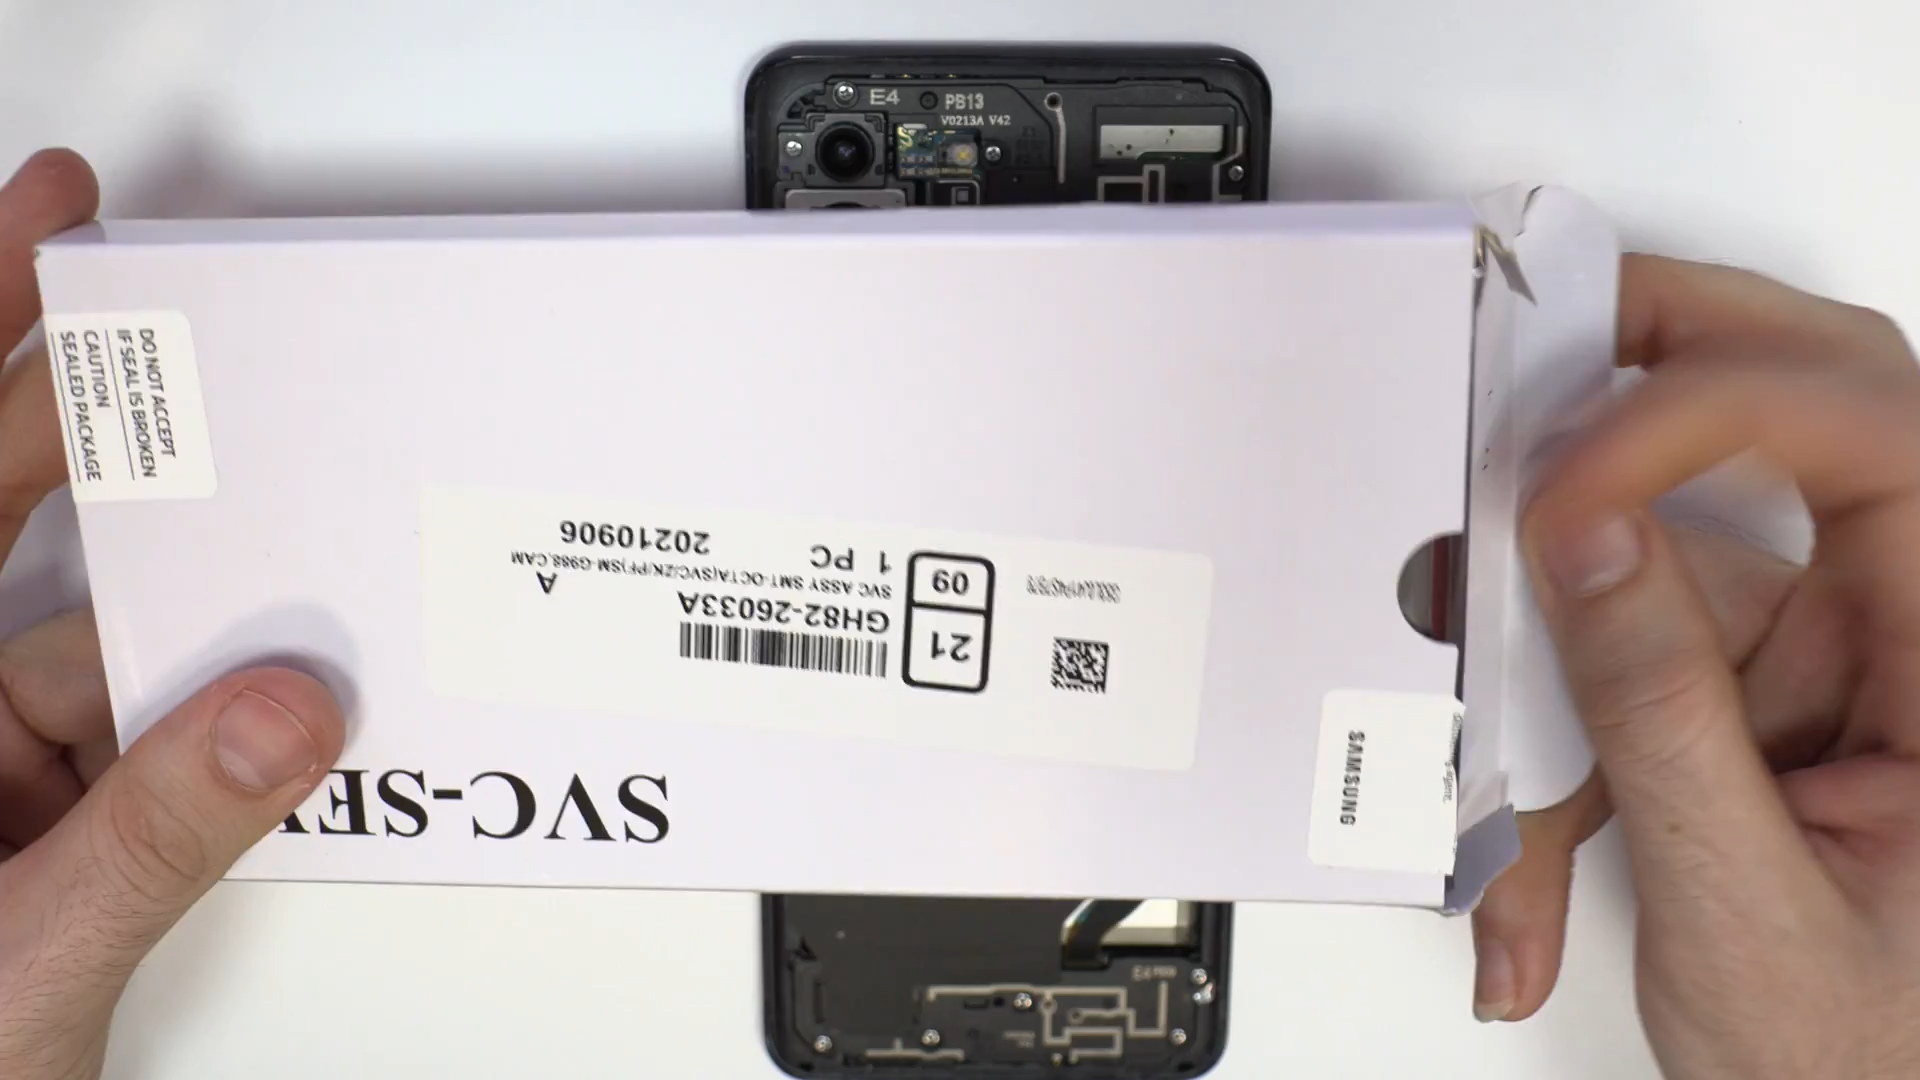 E4 PB13
V0213A V42
DO NOT ACCEPT
IF SEAL IS BROKEN
CAUTION
SEALED PACKAGE
GH82-26033A
SVC ASSY SMT-OCTA(SVC/ZK/PF)SM-G988,CAM
A
1 PC
20210906
21
09
SVC-SE
SAMSUNG